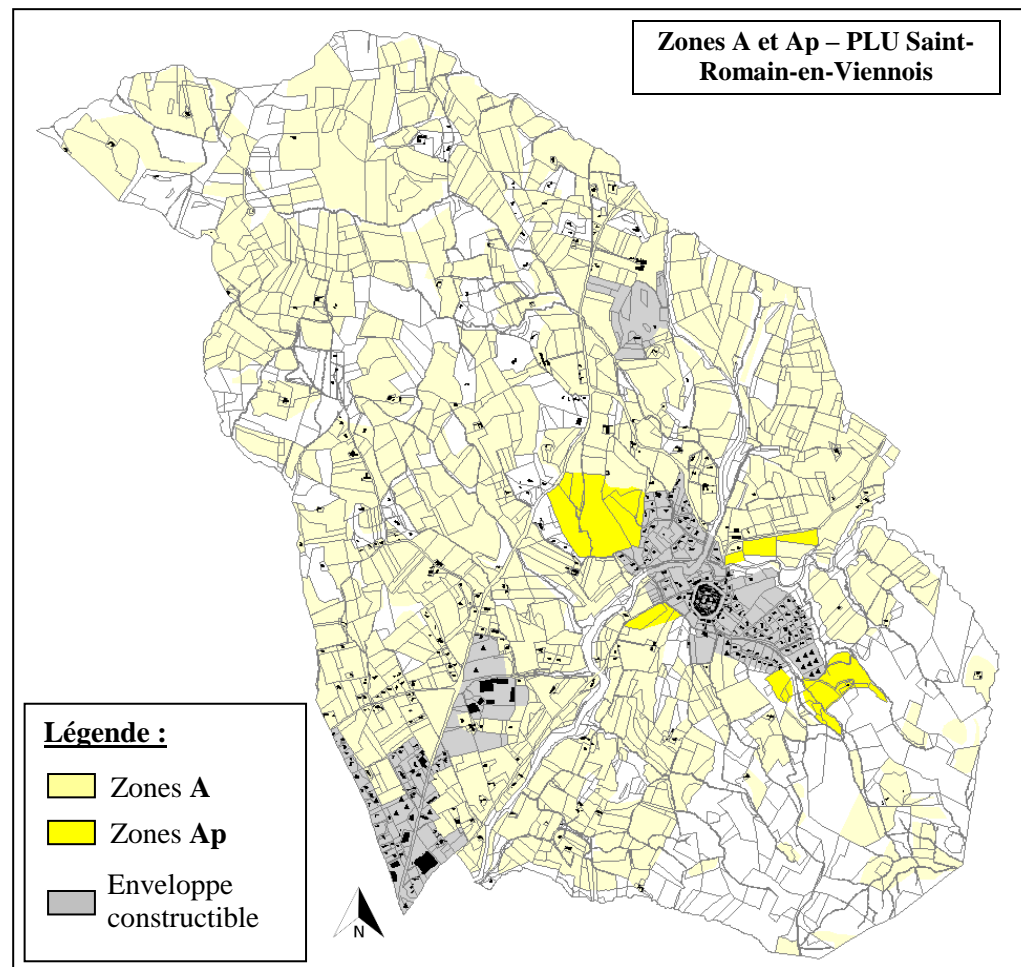 Zones A et Ap – PLU Saint-
Romain-en-Viennois
Légende :
Zones A
Zones Ap
Enveloppe
constructible
N